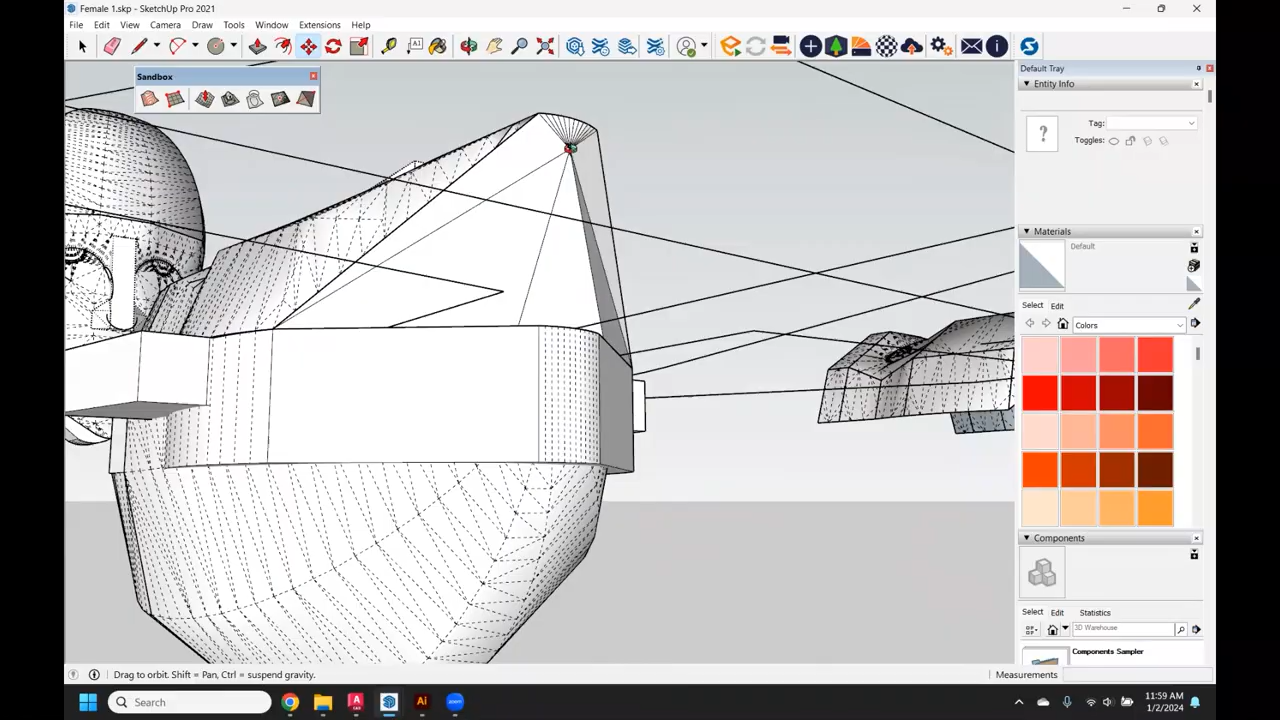 Female 1.skp - SketchUp Pro 2021
File Edit View Camera Draw Tools Window Extensions Help
Sandbox
Default Tray
Entity Info
Tag:
?
Toggles:
Materials
Default
Select Edit
Colors
Components
Select Edit Statistics
3D Warehouse
Components Sampler
Drag to orbit. Shift = Pan, Ctrl = suspend gravity.
Measurements
Search
11:59 AM
1/2/2024